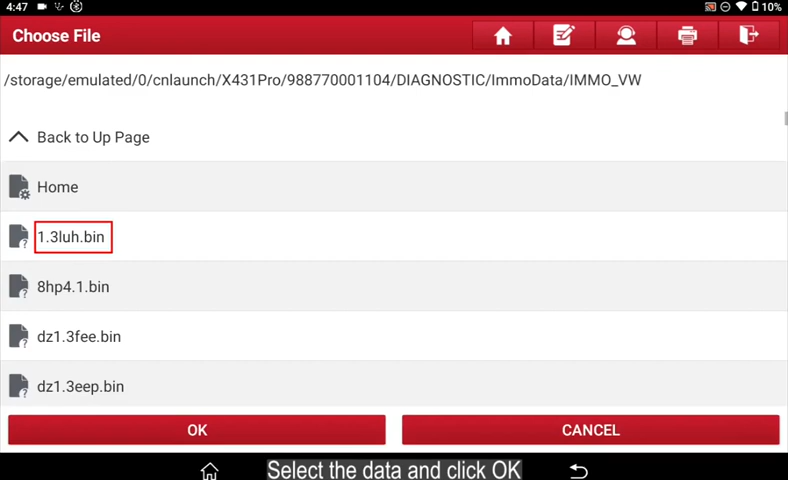 4:47
10%
Choose File
/storage/emulated/0/cnlaunch/X431Pro/988770001104/DIAGNOSTIC/ImmoData/IMMO_VW
Back to Up Page
Home
1.3luh.bin
8hp4.1.bin
dz1.3fee.bin
dz1.3eep.bin
OK CANCEL
Select the data and click OK